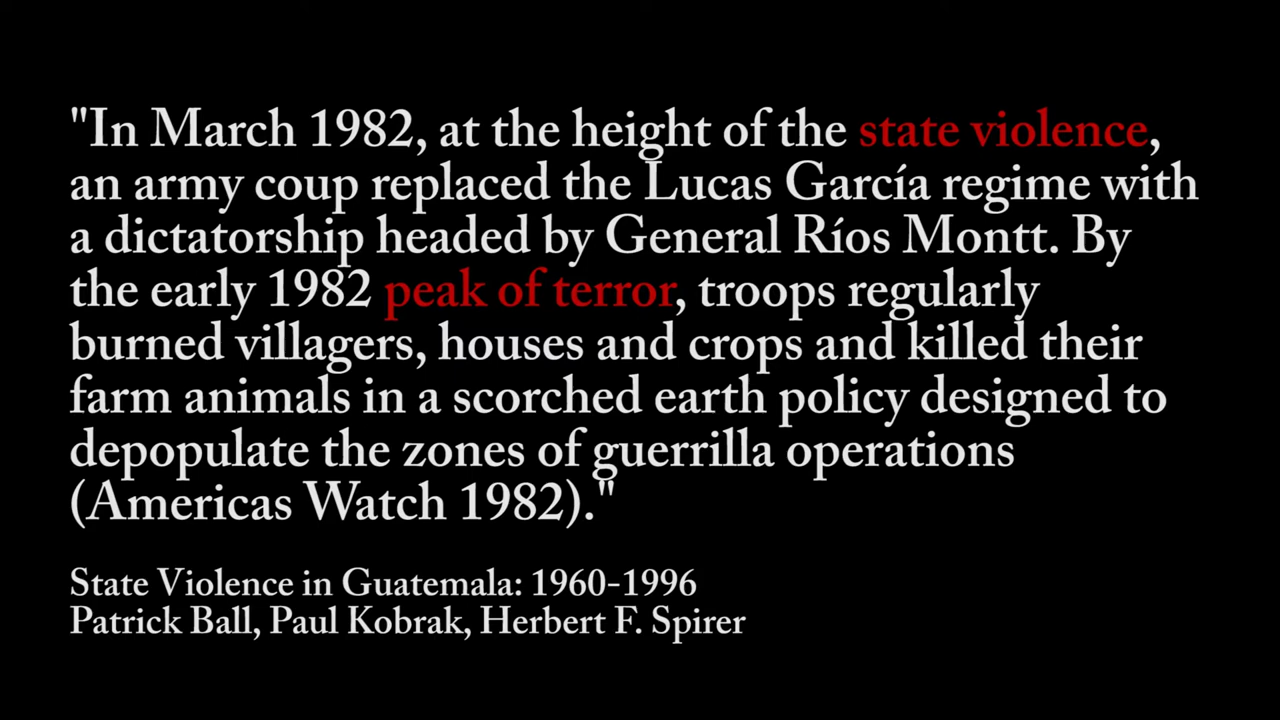 "In March 1982, at the height of the state violence,
an army coup replaced the Lucas García regime with
a dictatorship headed by General Ríos Montt. By
the early 1982 peak of terror, troops regularly
burned villagers, houses and crops and killed their
farm animals in a scorched earth policy designed to
depopulate the zones of guerrilla operations
(Americas Watch 1982)."
State Violence in Guatemala: 1960-1996
Patrick Ball, Paul Kobrak, Herbert F. Spirer